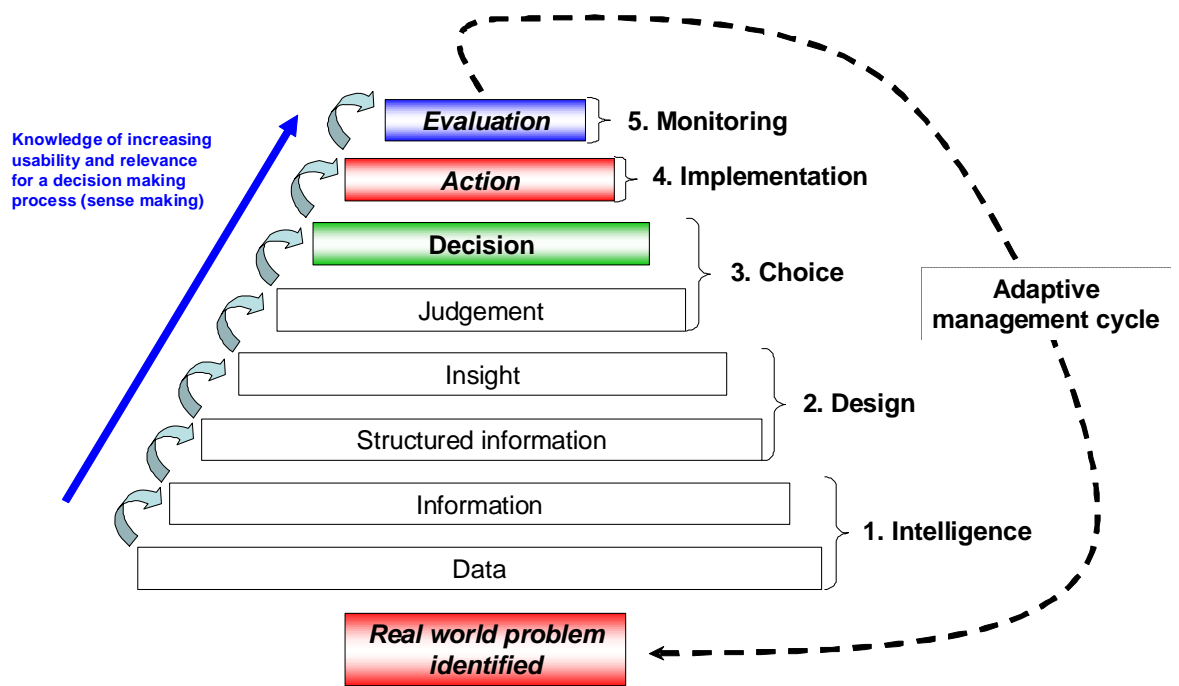 Evaluation
5. Monitoring
Knowledge of increasing
usability and relevance
for a decision making
process (sense making)
Action
4. Implementation
Decision
3. Choice
Judgement
Adaptive
management cycle
Insight
2. Design
Structured information
Information
1. Intelligence
Data
Real world problem
identified